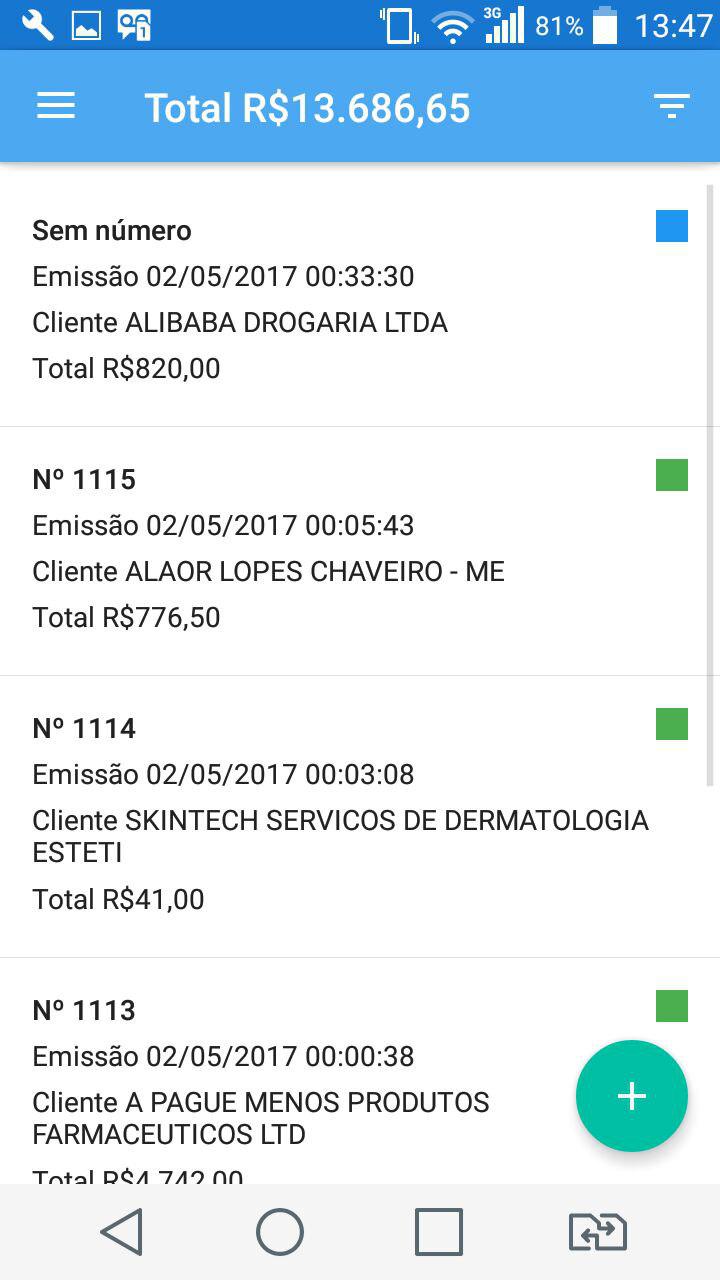 3G 81% 13:47
Total R$13.686,65
Sem número
Emissão 02/05/2017 00:33:30
Cliente ALIBABA DROGARIA LTDA
Total R$820,00
Nº 1115
Emissão 02/05/2017 00:05:43
Cliente ALAOR LOPES CHAVEIRO - ME
Total R$776,50
Nº 1114
Emissão 02/05/2017 00:03:08
Cliente SKINTECH SERVICOS DE DERMATOLOGIA
ESTETI
Total R$41,00
Nº 1113
Emissão 02/05/2017 00:00:38
Cliente A PAGUE MENOS PRODUTOS
FARMACEUTICOS LTD
Total R$4.742,00